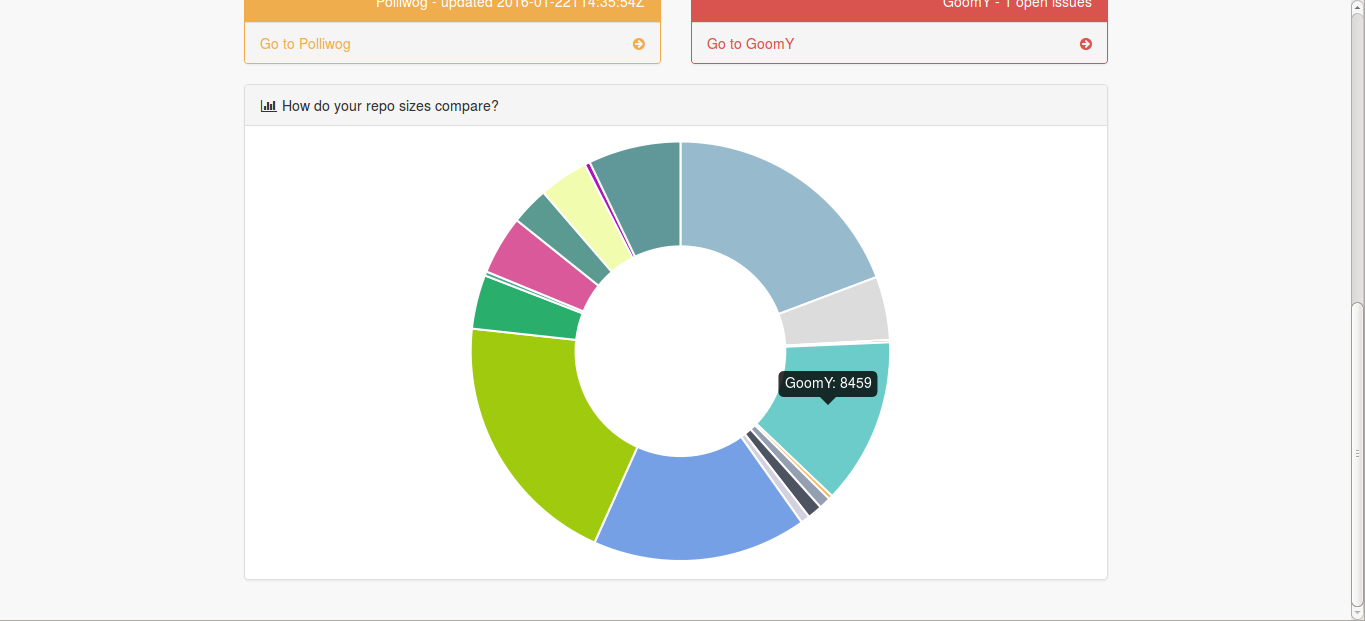 Polliwog - updated 2016-01-22T14:35:54Z
GoomY - 1 open issues
Go to Polliwog
Go to GoomY
How do your repo sizes compare?
GoomY: 8459